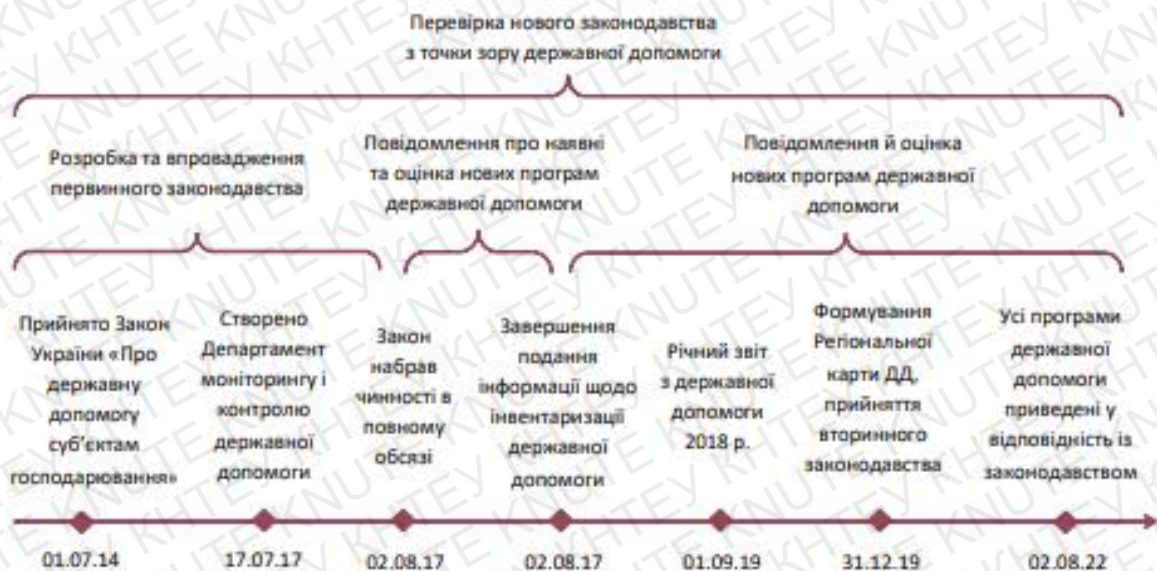 Перевірка нового законодавства
з точки зору державної допомоги
Розробка та впровадження
первинного законодавства
Повідомлення про наявні
та оцінка нових програм
державної допомоги
Повідомлення й оцінка
нових програм державної
допомоги
Прийнято Закон
України «Про
державну
допомогу
суб'єктам
господарювання»
Створено
Департамент
моніторингу і
контролю
державної
допомоги
Закон
набрав
чинності в
повному
обсязі
Завершення
подання
інформації щодо
інвентаризації
державної
допомоги
Річний звіт
з державної
допомоги
2018 р.
Формування
Регіональної
карти ДД,
прийняття
вторинного
законодавства
Усі програми
державної
допомоги
приведені у
відповідність із
законодавством
01.07.14
17.07.17
02.08.17
02.08.17
01.09.19
31.12.19
02.08.22